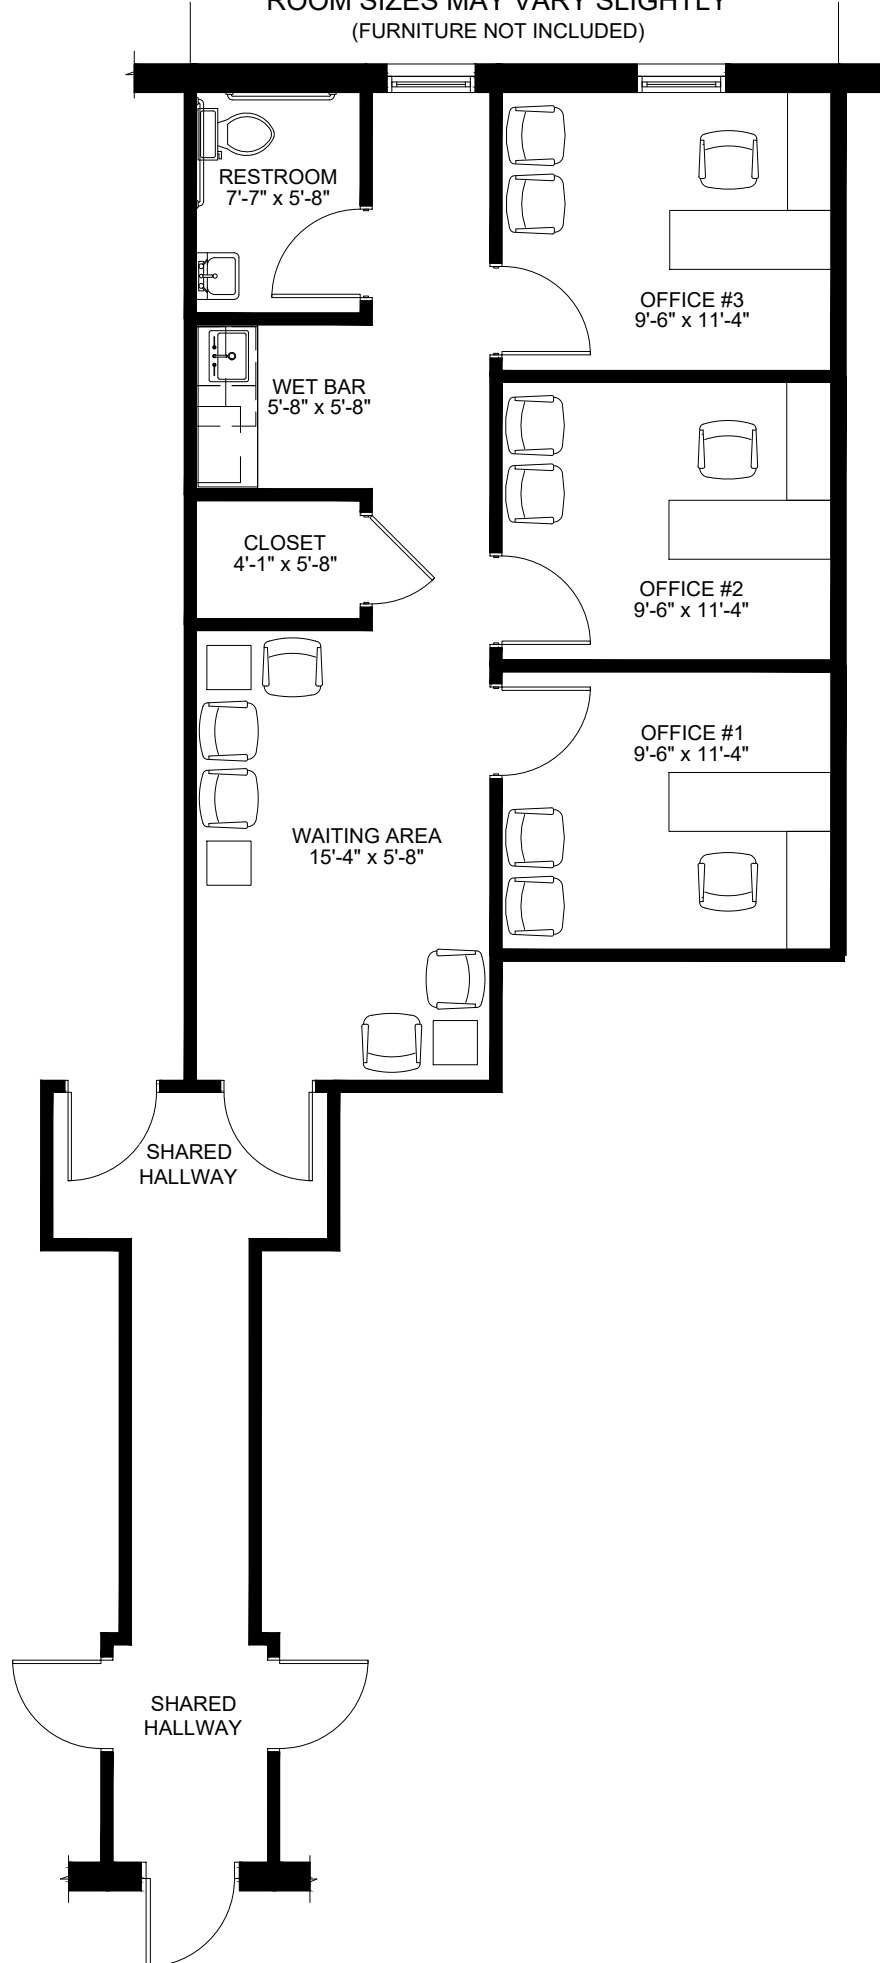 ROOM SIZES MAY VARY SLIGHTLY
(FURNITURE NOT INCLUDED)
RESTROOM
7'-7" x 5'-8"
OFFICE #3
9'-6" x 11'-4"
WET BAR
5'-8" x 5'-8"
CLOSET
4'-1" x 5'-8"
OFFICE #2
9'-6" x 11'-4"
OFFICE #1
9'-6" x 11'-4"
WAITING AREA
15'-4" x 5'-8"
SHARED
HALLWAY
SHARED
HALLWAY